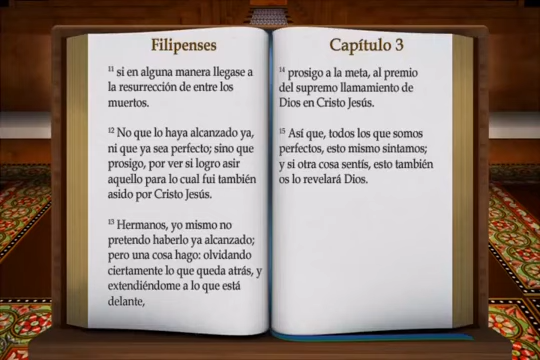 Filipenses
11 si en alguna manera llegase a
la resurrección de entre los
muertos.
12 No que lo haya alcanzado ya,
ni que ya sea perfecto; sino que
prosigo, por ver si logro asir
aquello para lo cual fui también
asido por Cristo Jesús.
13 Hermanos, yo mismo no
pretendo haberlo ya alcanzado;
pero una cosa hago: olvidando
ciertamente lo que queda atrás, y
extendiéndome a lo que está
delante,
Capítulo 3
14 prosigo a la meta, al premio
del supremo llamamiento de
Dios en Cristo Jesús.
15 Así que, todos los que somos
perfectos, esto mismo sintamos;
y si otra cosa sentís, esto también
os lo revelará Dios.